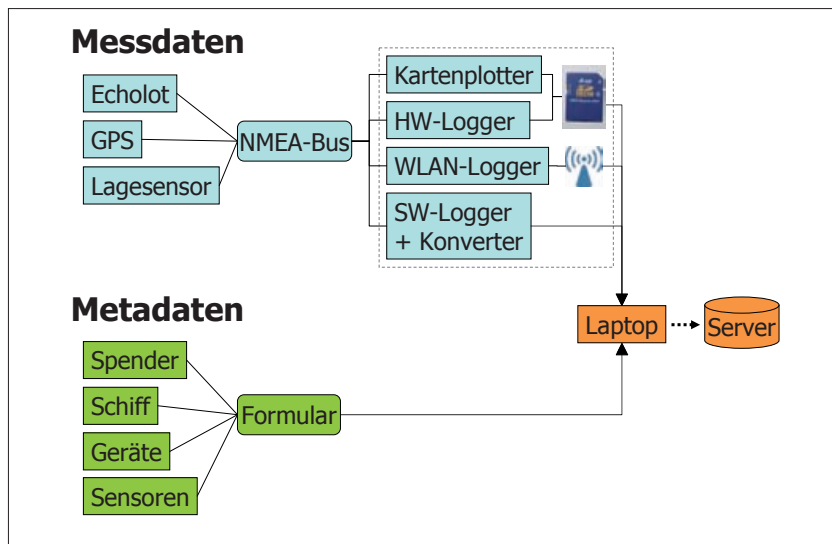 Messdaten
Echolot
GPS
Lagesensor
NMEA-Bus
Kartenplotter
HW-Logger
WLAN-Logger
SW-Logger
+ Konverter
Metadaten
Spender
Schiff
Geräte
Sensoren
Formular
Laptop
Server